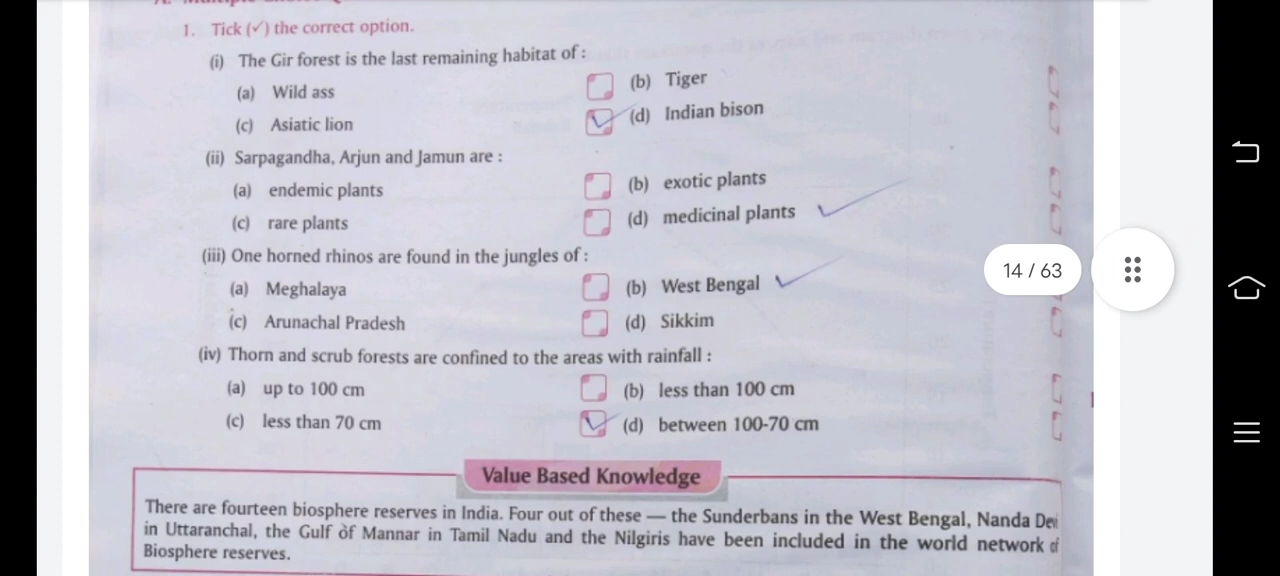 1. Tick (✓) the correct option.
(i) The Gir forest is the last remaining habitat of :
(a) Wild ass (b) Tiger
(c) Asiatic lion (d) Indian bison
(ii) Sarpagandha, Arjun and Jamun are :
(a) endemic plants (b) exotic plants
(c) rare plants (d) medicinal plants
(iii) One horned rhinos are found in the jungles of :
(a) Meghalaya (b) West Bengal
(c) Arunachal Pradesh (d) Sikkim
14 / 63
(iv) Thorn and scrub forests are confined to the areas with rainfall :
(a) up to 100 cm (b) less than 100 cm
(c) less than 70 cm (d) between 100-70 cm
Value Based Knowledge
There are fourteen biosphere reserves in India. Four out of these — the Sunderbans in the West Bengal, Nanda Devi
in Uttaranchal, the Gulf of Mannar in Tamil Nadu and the Nilgiris have been included in the world network of
Biosphere reserves.